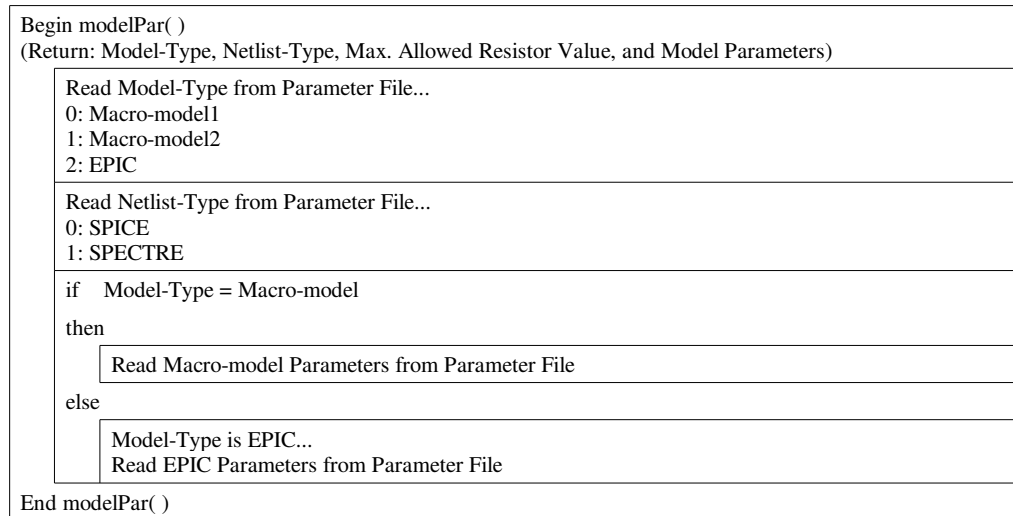 Begin modelPar( )
(Return: Model-Type, Netlist-Type, Max. Allowed Resistor Value, and Model Parameters)
Read Model-Type from Parameter File...
0: Macro-model1
1: Macro-model2
2: EPIC
Read Netlist-Type from Parameter File...
0: SPICE
1: SPECTRE
if Model-Type = Macro-model
then
Read Macro-model Parameters from Parameter File
else
Model-Type is EPIC...
Read EPIC Parameters from Parameter File
End modelPar( )